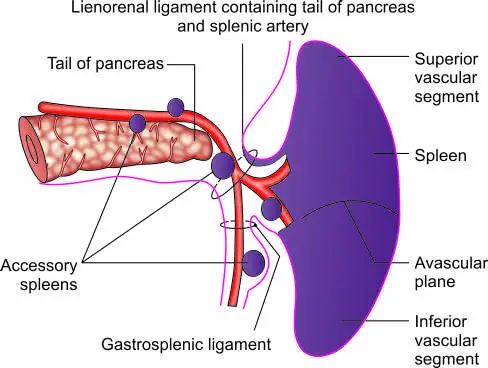 Lienorenal ligament containing tail of pancreas
and splenic artery
Tail of pancreas
Superior
vascular
segment
Spleen
Accessory
spleens
Avascular
plane
Gastrosplenic ligament
Inferior
vascular
segment